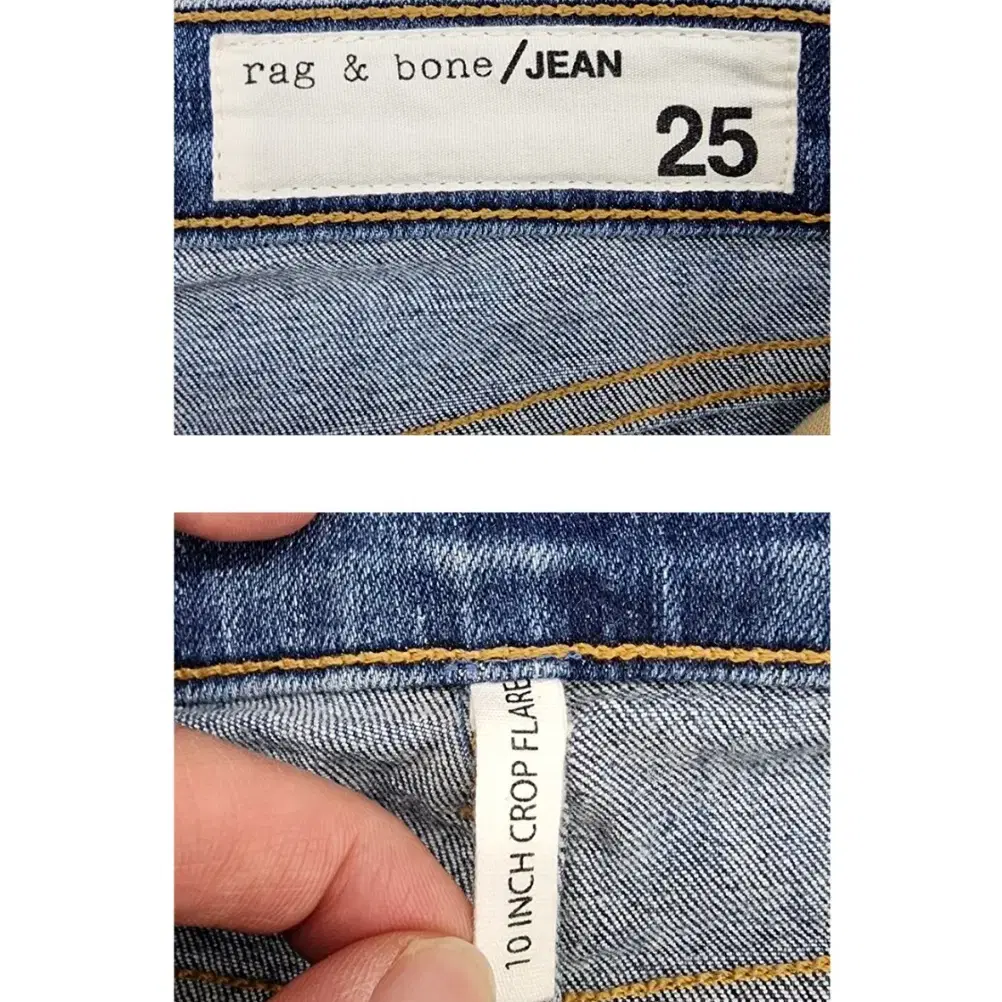 rag & bone/JEAN
25
10 INCH CROP FLARE